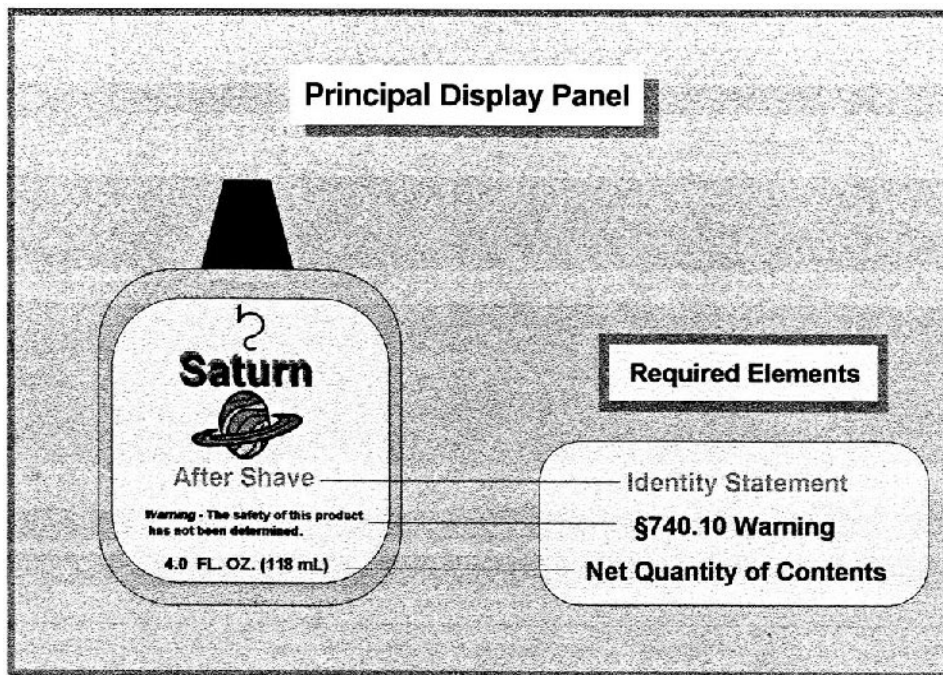 Principal Display Panel
Saturn
After Shave
Warning - The safety of this product
has not been determined.
4.0 FL. OZ. (118 mL)
Required Elements
Identity Statement
§740.10 Warning
Net Quantity of Contents